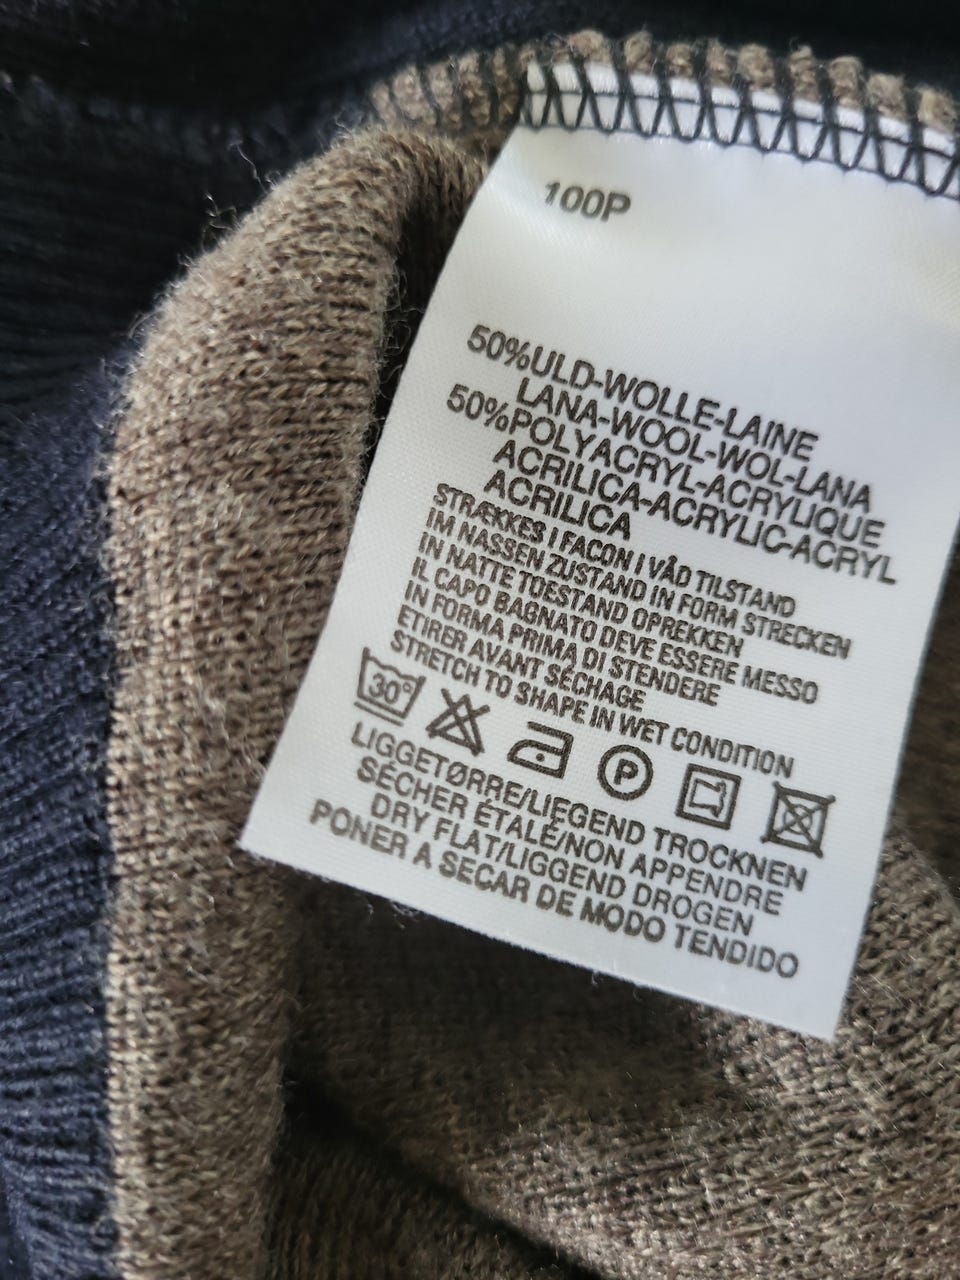 100P
50%ULD-WOLLE-LAINE
LANA-WOOL-WOL-LANA
50%POLYACRYL-ACRYLIQUE
ACRILICA-ACRYLIC-ACRYL
ACRILICA
STRÆKKES I FACON I VÅD TILSTAND
IM NASSEN ZUSTAND IN FORM STRECKEN
IN NATTE TOESTAND OPREKKEN
IL CAPO BAGNATO DEVE ESSERE MESSO
IN FORMA PRIMA DI STENDERE
ETIRER AVANT SÉCHAGE
STRETCH TO SHAPE IN WET CONDITION
30° P
LIGGETØRRE/LIEGEND TROCKNEN
SÉCHER ÉTALÉ/NON APPENDRE
DRY FLAT/LIGGEND DROGEN
PONER A SECAR DE MODO TENDIDO